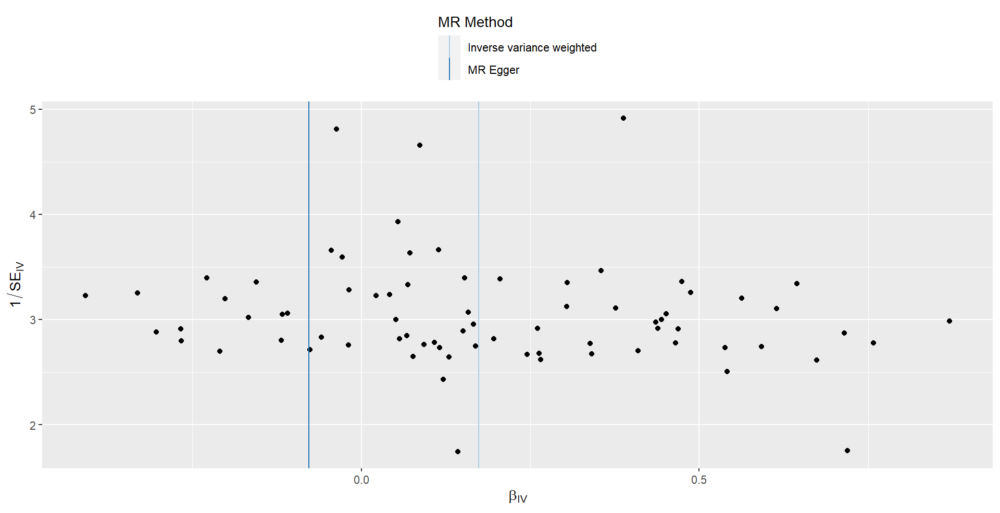 MR Method
Inverse variance weighted
MR Egger
5
4
3
2
1 / SE_IV
0.0 0.5
β_IV